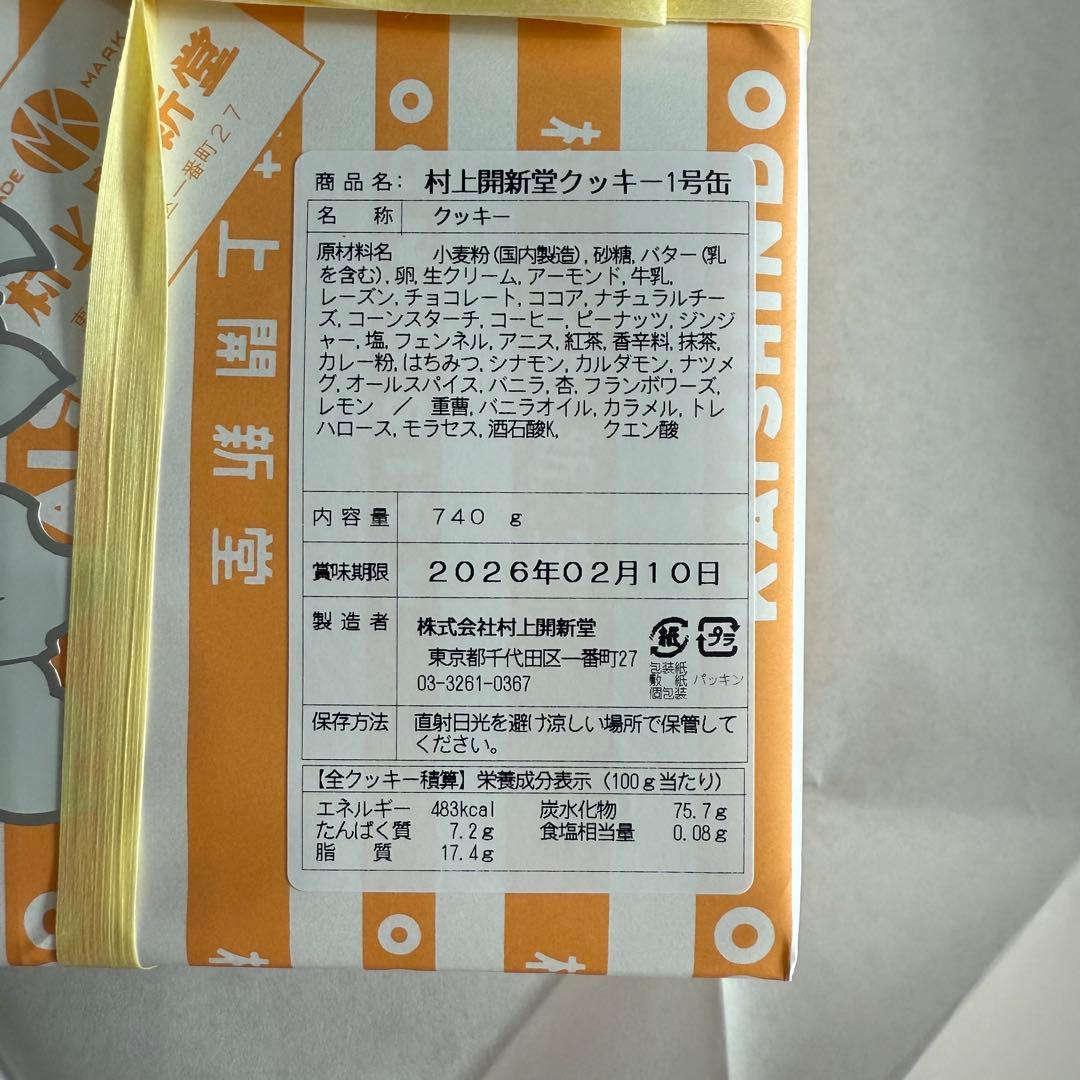 MADE MARK
MK
村上開新堂
一番町27
上開新堂
KAISHINDO
商品名: 村上開新堂クッキー1号缶
名 称 クッキー
原材料名 小麦粉(国内製造), 砂糖, バター(乳
を含む), 卵, 生クリーム, アーモンド, 牛乳,
レーズン, チョコレート, ココア, ナチュラルチー
ズ, コーンスターチ, コーヒー, ピーナッツ, ジンジ
ャー, 塩, フェンネル, アニス, 紅茶, 香辛料, 抹茶,
カレー粉, はちみつ, シナモン, カルダモン, ナツメ
グ, オールスパイス, バニラ, 杏, フランボワーズ,
レモン / 重曹, バニラオイル, カラメル, トレ
ハロース, モラセス, 酒石酸K, クエン酸
内容量 740 g
賞味期限 2026年02月10日
製造者 株式会社村上開新堂
東京都千代田区一番町27
03-3261-0367
紙 プラ
包装紙
敷紙 パッキン
個包装
保存方法 直射日光を避け涼しい場所で保管して
ください。
【全クッキー積算】栄養成分表示(100g当たり)
エネルギー 483kcal 炭水化物 75.7g
たんぱく質 7.2g 食塩相当量 0.08g
脂 質 17.4g